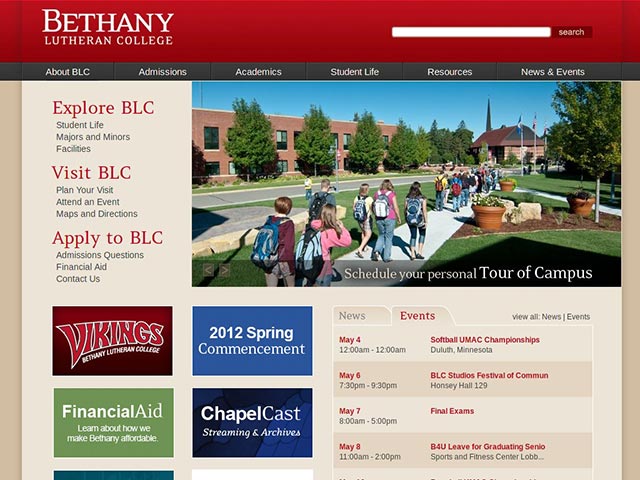 BETHANY
LUTHERAN COLLEGE
search
About BLC
Admissions
Academics
Student Life
Resources
News & Events
Explore BLC
Student Life
Majors and Minors
Facilities
Visit BLC
Plan Your Visit
Attend an Event
Maps and Directions
Apply to BLC
Admissions Questions
Financial Aid
Contact Us
Schedule your personal Tour of Campus
VIKINGS
BETHANY LUTHERAN COLLEGE
2012 Spring
Commencement
FinancialAid
Learn about how we
make Bethany affordable.
ChapelCast
Streaming & Archives
News
Events
view all: News | Events
May 4
12:00am - 12:00am
Softball UMAC Championships
Duluth, Minnesota
May 6
7:30pm - 9:30pm
BLC Studios Festival of Commun
Honsey Hall 129
May 7
8:00am - 5:00pm
Final Exams
May 8
11:00am - 2:00pm
B4U Leave for Graduating Senio
Sports and Fitness Center Lobb...